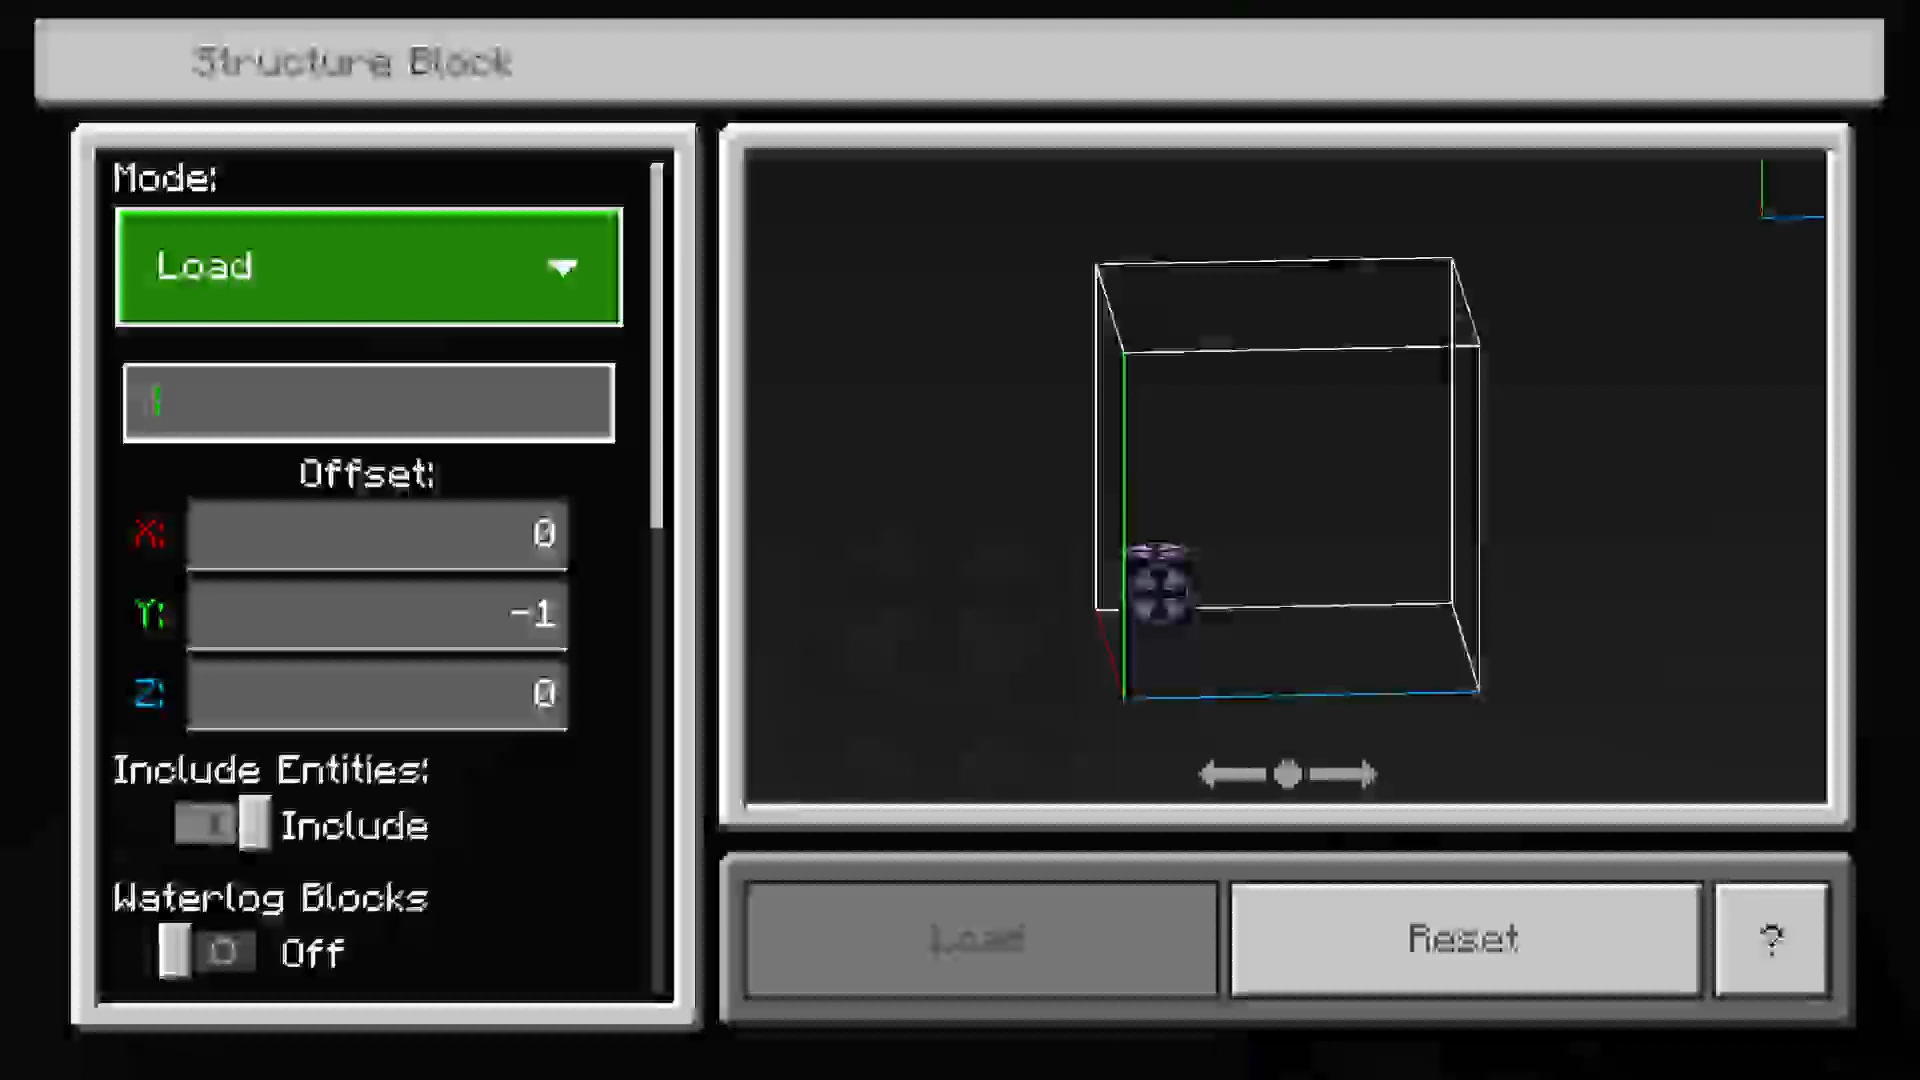 Structure Block
Mode:
Load
Offset:
X: 0
Y: -1
Z: 0
Include Entities:
Include
Waterlog Blocks
Off
Load
Reset
?